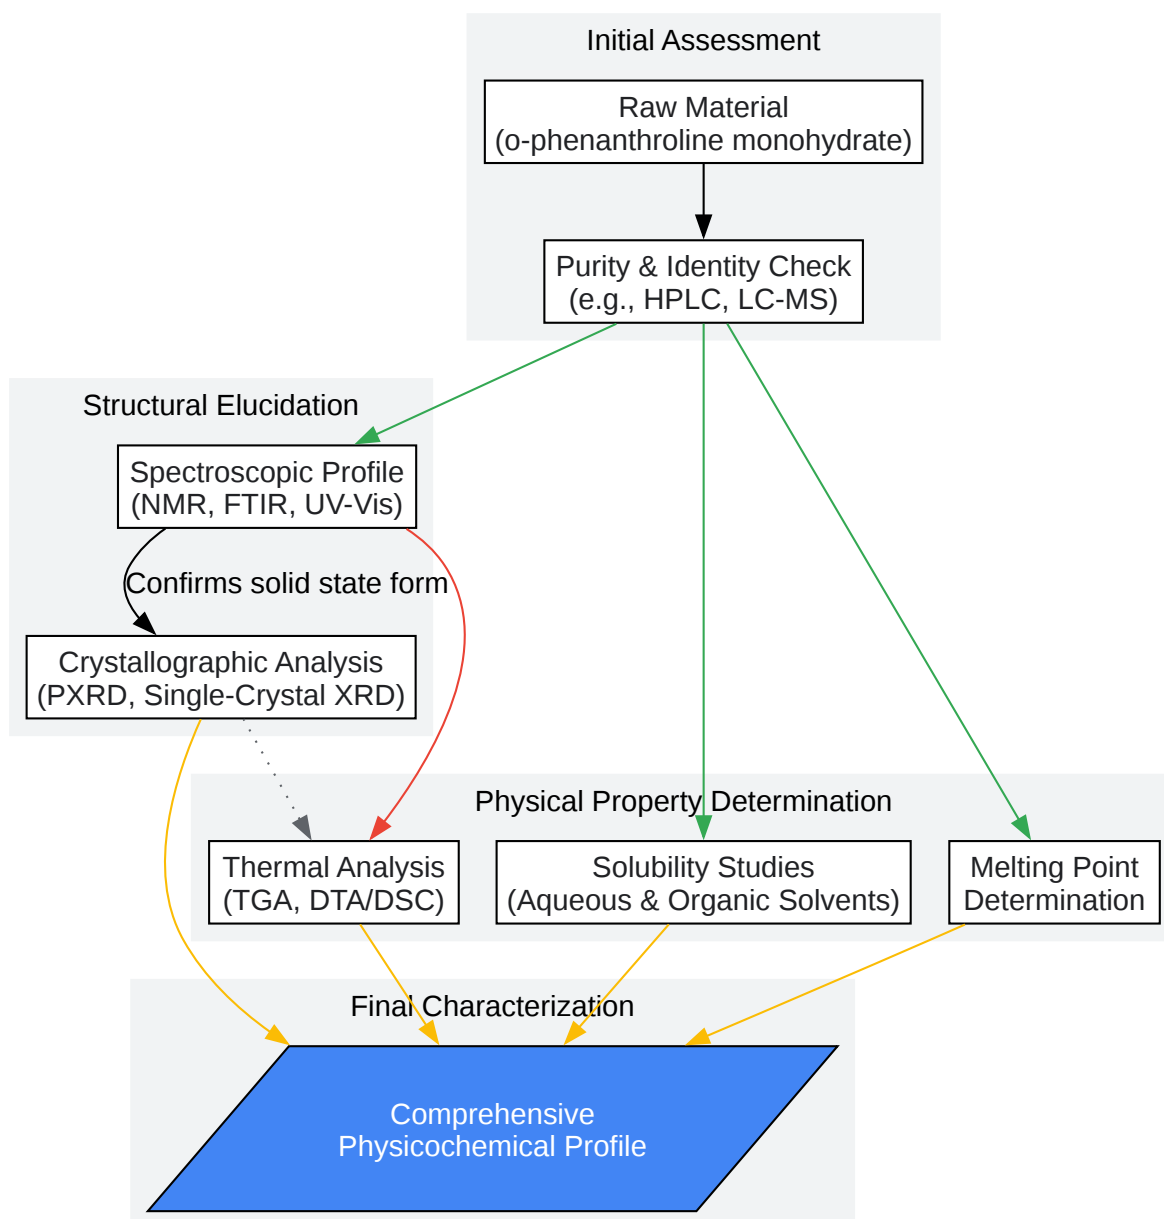 Initial Assessment
Raw Material
(o-phenanthroline monohydrate)
Purity & Identity Check
(e.g., HPLC, LC-MS)
Structural Elucidation
Spectroscopic Profile
(NMR, FTIR, UV-Vis)
Confirms solid state form
Crystallographic Analysis
(PXRD, Single-Crystal XRD)
Physical Property Determination
Thermal Analysis
(TGA, DTA/DSC)
Solubility Studies
(Aqueous & Organic Solvents)
Melting Point
Determination
Final Characterization
Comprehensive
Physicochemical Profile